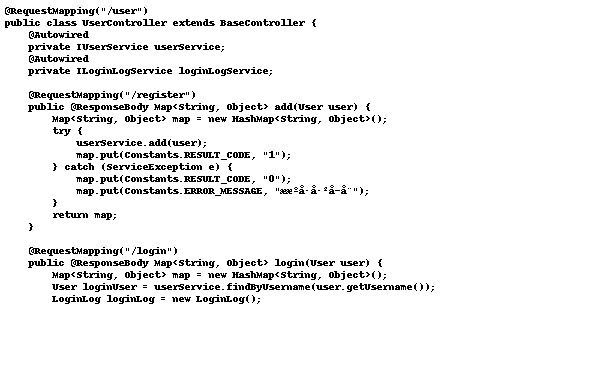 @RequestMapping("/user")
public class UserController extends BaseController {
@Autowired
private IUserService userService;
@Autowired
private ILoginLogService loginLogService;
@RequestMapping("/register")
public @ResponseBody Map<String, Object> add(User user) {
Map<String, Object> map = new HashMap<String, Object>();
try {
userService.add(user);
map.put(Constants.RESULT_CODE, "1");
} catch (ServiceException e) {
map.put(Constants.RESULT_CODE, "0");
map.put(Constants.ERROR_MESSAGE, "");
}
return map;
}
@RequestMapping("/login")
public @ResponseBody Map<String, Object> login(User user) {
Map<String, Object> map = new HashMap<String, Object>();
User loginUser = userService.findByUsername(user.getUsername());
LoginLog loginLog = new LoginLog();